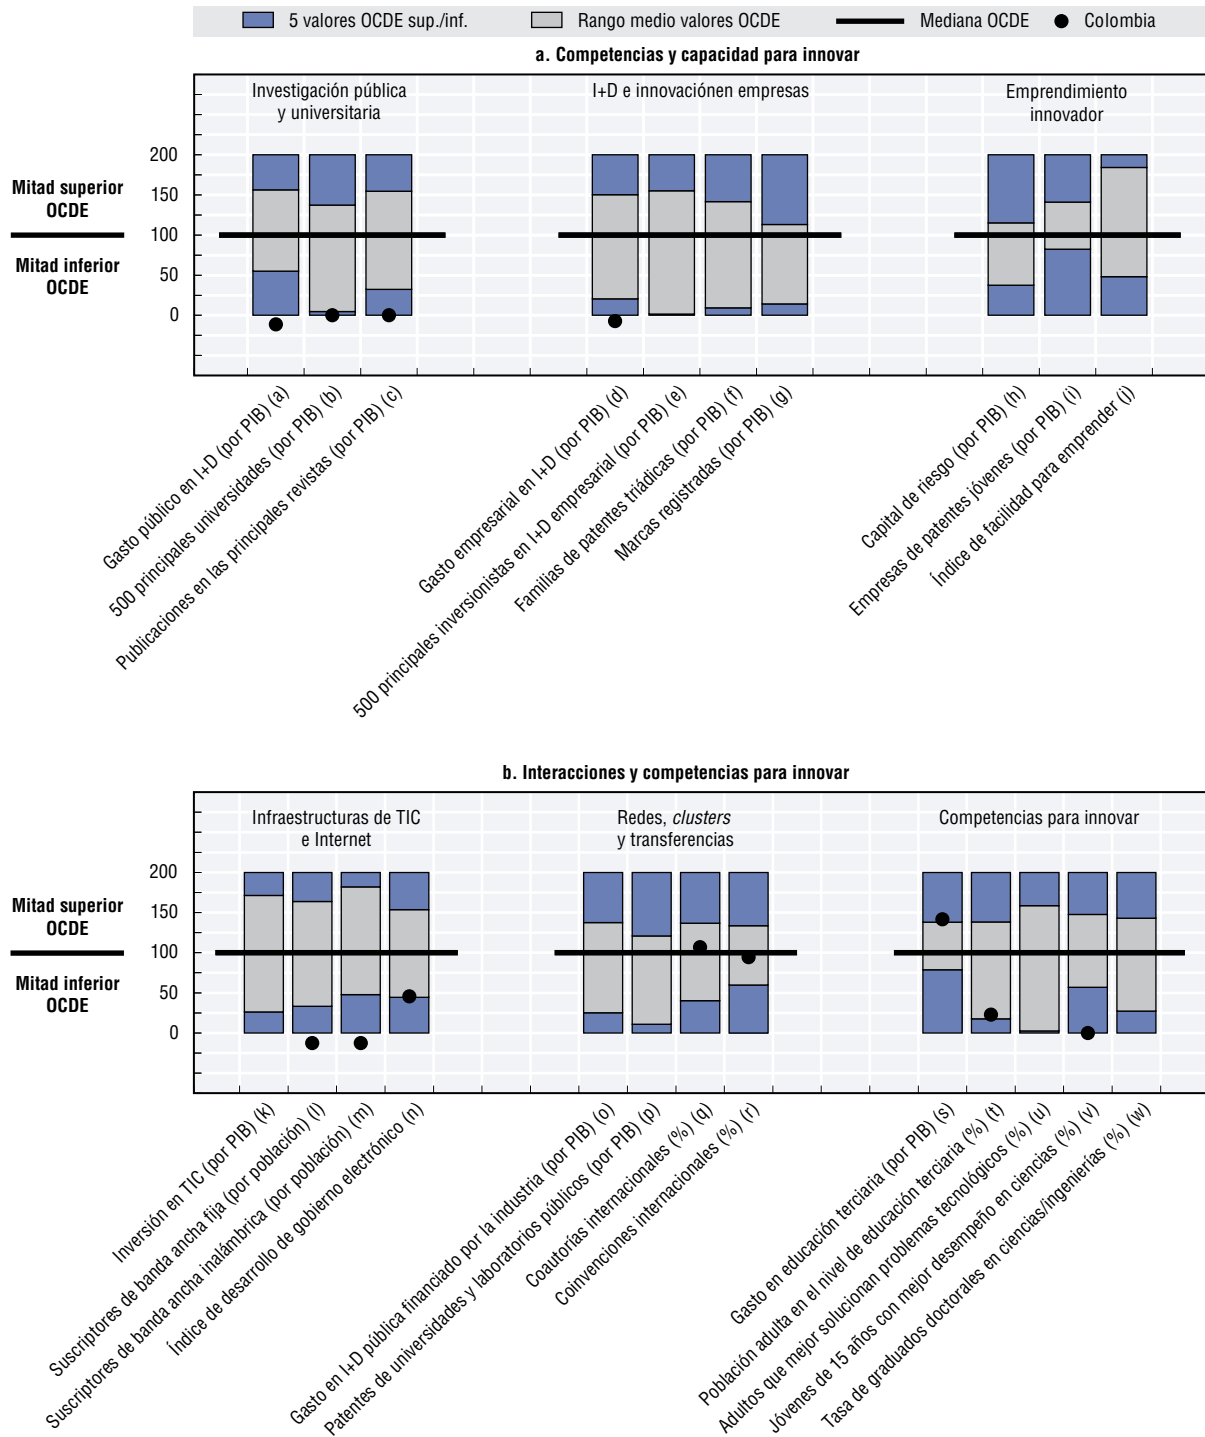 5 valores OCDE sup./inf. Rango medio valores OCDE Mediana OCDE Colombia
a. Competencias y capacidad para innovar
Investigación pública
y universitaria
I+D e innovaciónen empresas
Emprendimiento
innovador
200
150
100
50
0
Mitad superior
OCDE
Mitad inferior
OCDE
Gasto público en I+D (por PIB) (a)
500 principales universidades (por PIB) (b)
Publicaciones en las principales revistas (por PIB) (c)
Gasto empresarial en I+D (por PIB) (d)
500 principales inversionistas en I+D empresarial (por PIB) (e)
Familias de patentes triádicas (por PIB) (f)
Marcas registradas (por PIB) (g)
Capital de riesgo (por PIB) (h)
Empresas de patentes jóvenes (por PIB) (i)
Índice de facilidad para emprender (j)
b. Interacciones y competencias para innovar
Infraestructuras de TIC
e Internet
Redes, clusters
y transferencias
Competencias para innovar
200
150
100
50
0
Mitad superior
OCDE
Mitad inferior
OCDE
Inversión en TIC (por PIB) (k)
Suscriptores de banda ancha fija (por población) (l)
Suscriptores de banda ancha inalámbrica (por población) (m)
Índice de desarrollo de gobierno electrónico (n)
Gasto en I+D pública financiado por la industria (por PIB) (o)
Patentes de universidades y laboratorios públicos (por PIB) (p)
Coautorías internacionales (%) (q)
Coinvenciones internacionales (%) (r)
Gasto en educación terciaria (por PIB) (s)
Población adulta en el nivel de educación terciaria (%) (t)
Adultos que mejor solucionan problemas tecnológicos (%) (u)
Jóvenes de 15 años con mejor desempeño en ciencias (%) (v)
Tasa de graduados doctorales en ciencias/ingenierías (%) (w)